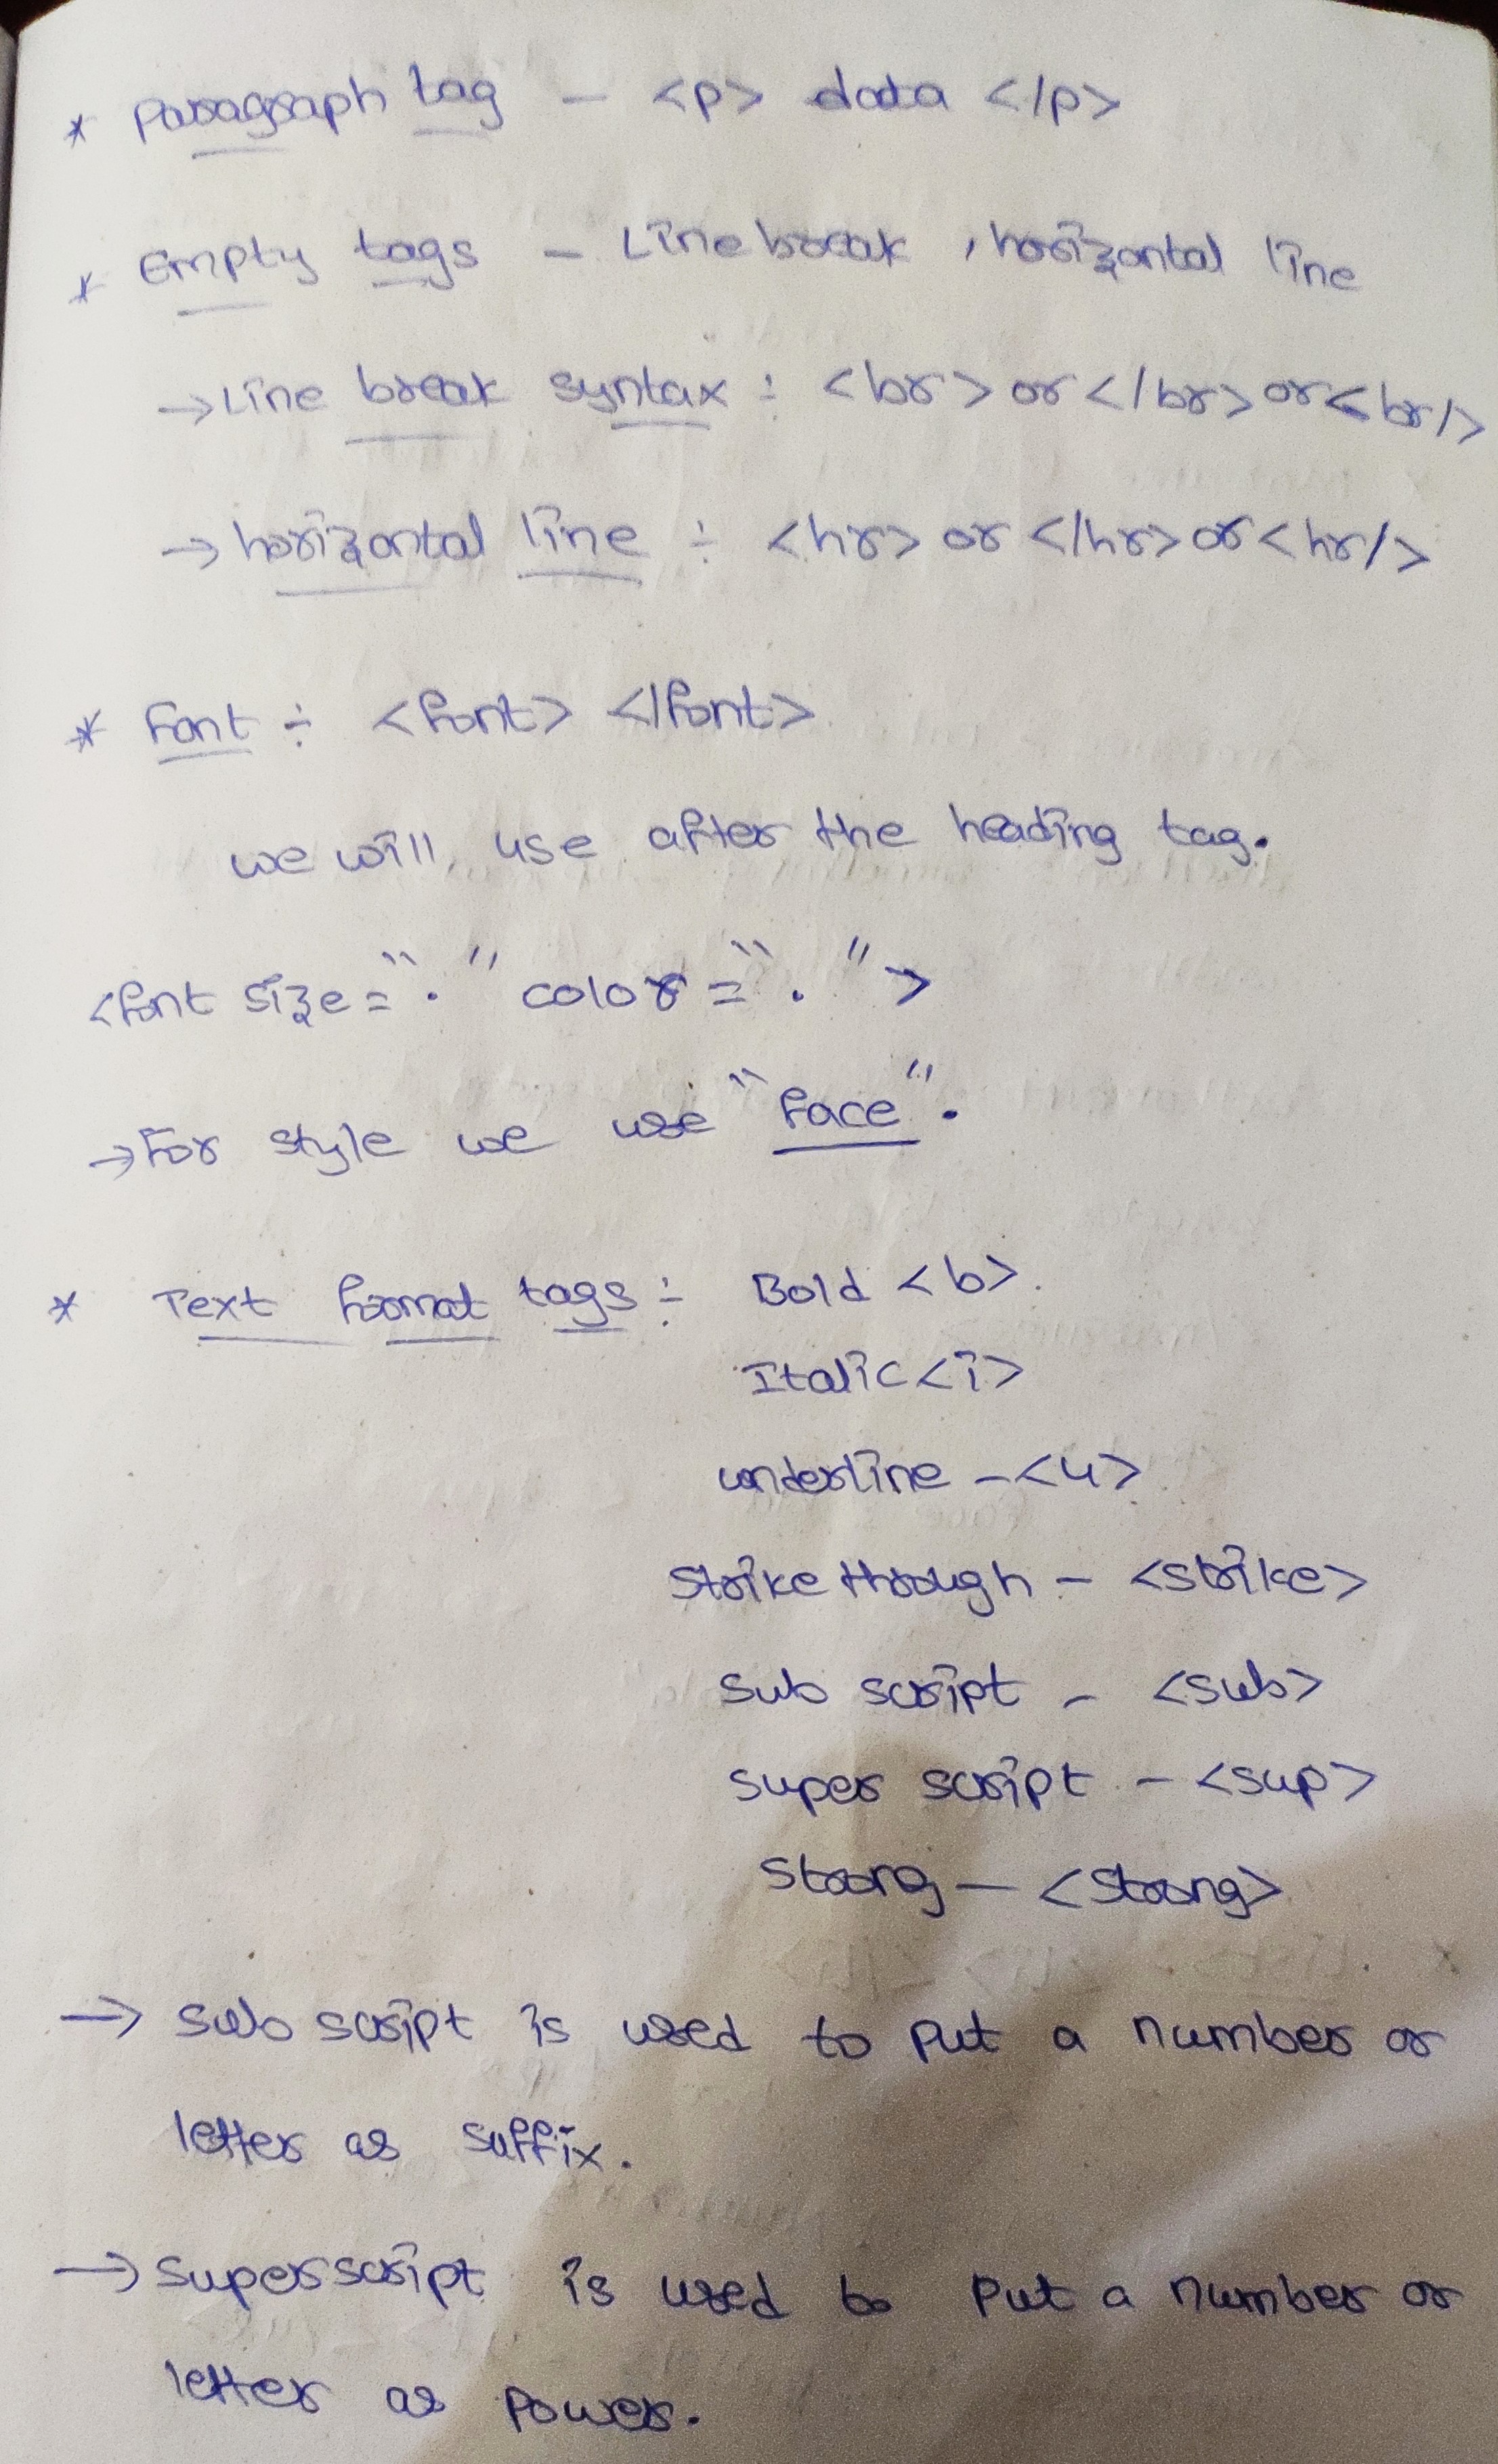 * Paragraph tag - <p> data </p>
* Empty tags - Line break , horizontal line
→ Line break syntax : <br> or </br> or <br/>
→ horizontal line : <hr> or </hr> or <hr/>
* Font : <font> </font>
we will use after the heading tag.
<font size = "." color = "." >
→ For style we use "face".
* Text format tags : Bold <b>.
Italic <i>
underline - <u>
Strike through - <strike>
Sub script - <sub>
super script - <sup>
Strong - <Strong>
→ sub script is used to put a number or
letter as suffix.
→ superscript is used to put a number or
letter as power.